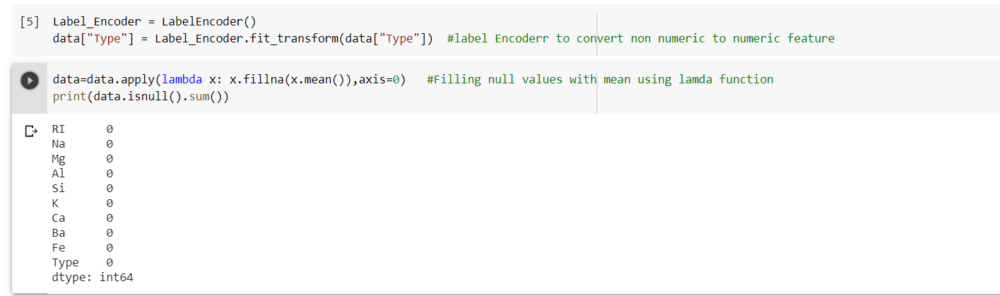 [5] Label_Encoder = LabelEncoder()
data["Type"] = Label_Encoder.fit_transform(data["Type"])  #label Encoderr to convert non numeric to numeric feature
data=data.apply(lambda x: x.fillna(x.mean()),axis=0)   #Filling null values with mean using lamda function
print(data.isnull().sum())
RI      0
Na      0
Mg      0
Al      0
Si      0
K       0
Ca      0
Ba      0
Fe      0
Type    0
dtype: int64